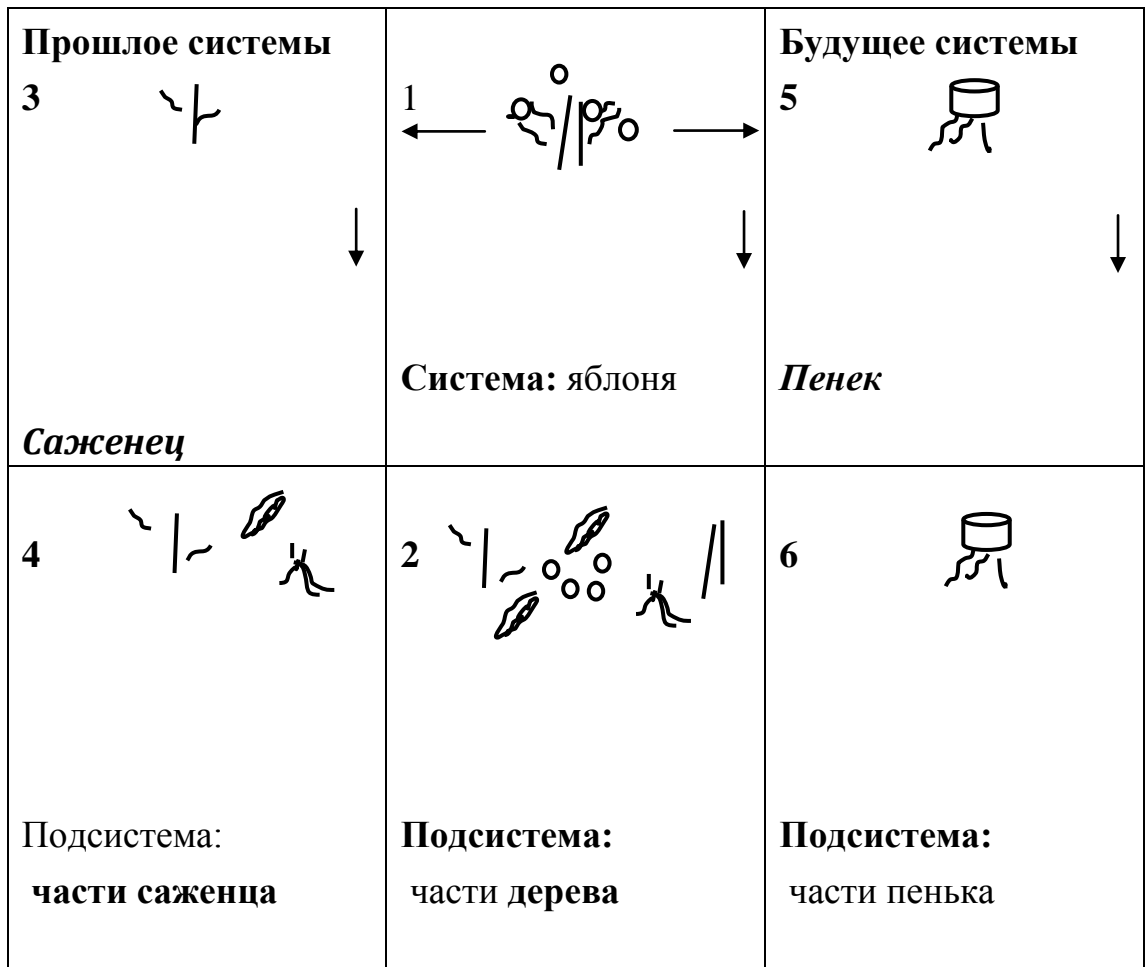 Прошлое системы
3
Саженец
1
Система: яблоня
Будущее системы
5
Пенек
4
Подсистема:
части саженца
2
Подсистема:
части дерева
6
Подсистема:
части пенька